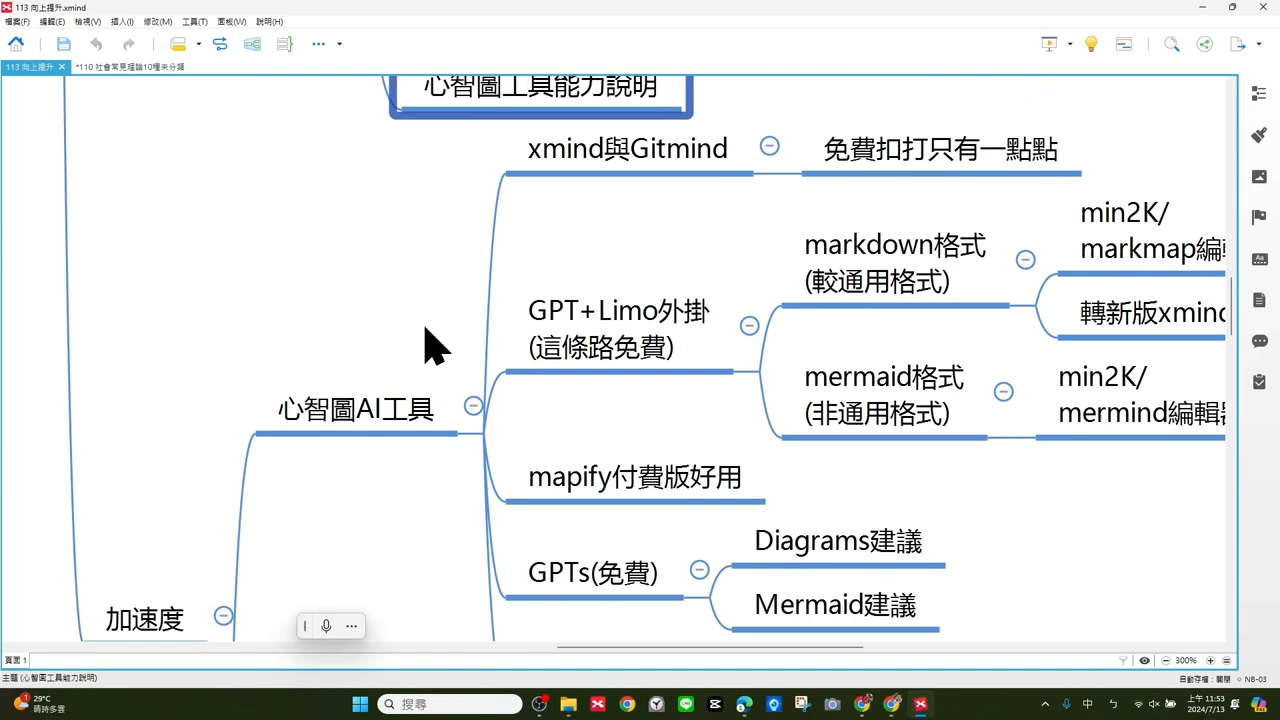 113 向上提升.xmind
檔案(F) 編輯(E) 檢視(V) 插入(I) 修改(M) 工具(T) 面板(W) 說明(H)
113 向上提升 *110 社會常見理論10種未分類
心智圖工具能力說明
xmind與Gitmind
免費扣打只有一點點
min2K/
markmap編輯
markdown格式
(較通用格式)
轉新版xmind
GPT+Limo外掛
(這條路免費)
mermaid格式
(非通用格式)
min2K/
mermind編輯器
心智圖AI工具
mapify付費版好用
Diagrams建議
GPTs(免費)
Mermaid建議
加速度
頁面 1
300%
主題 (心智圖工具能力說明)
自動存檔：關閉
NB-03
29°C
晴時多雲
搜尋
中
上午 11:53
2024/7/13